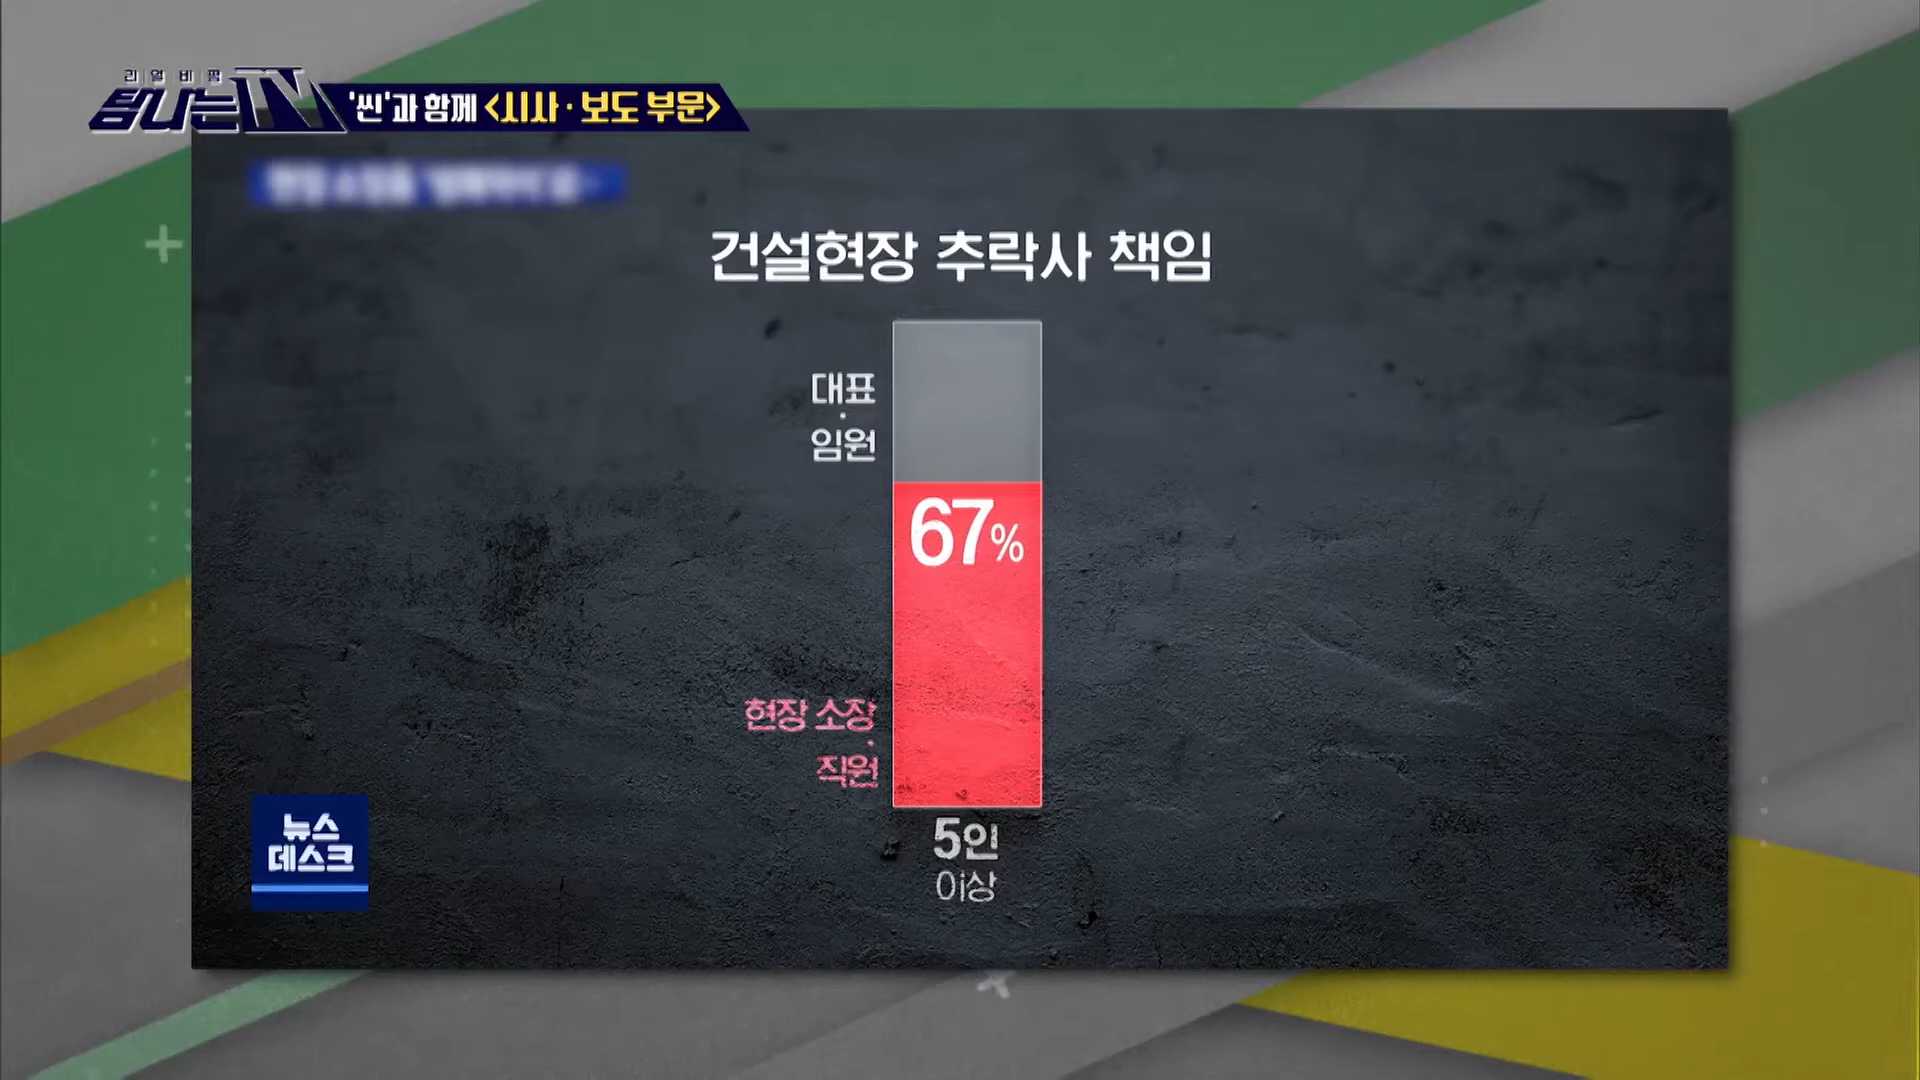 리얼비평
탐나는TV
'씬'과 함께 <시사·보도 부문>
건설현장 추락사 책임
대표
·
임원
67%
현장 소장
·
직원
5인
이상
뉴스
데스크